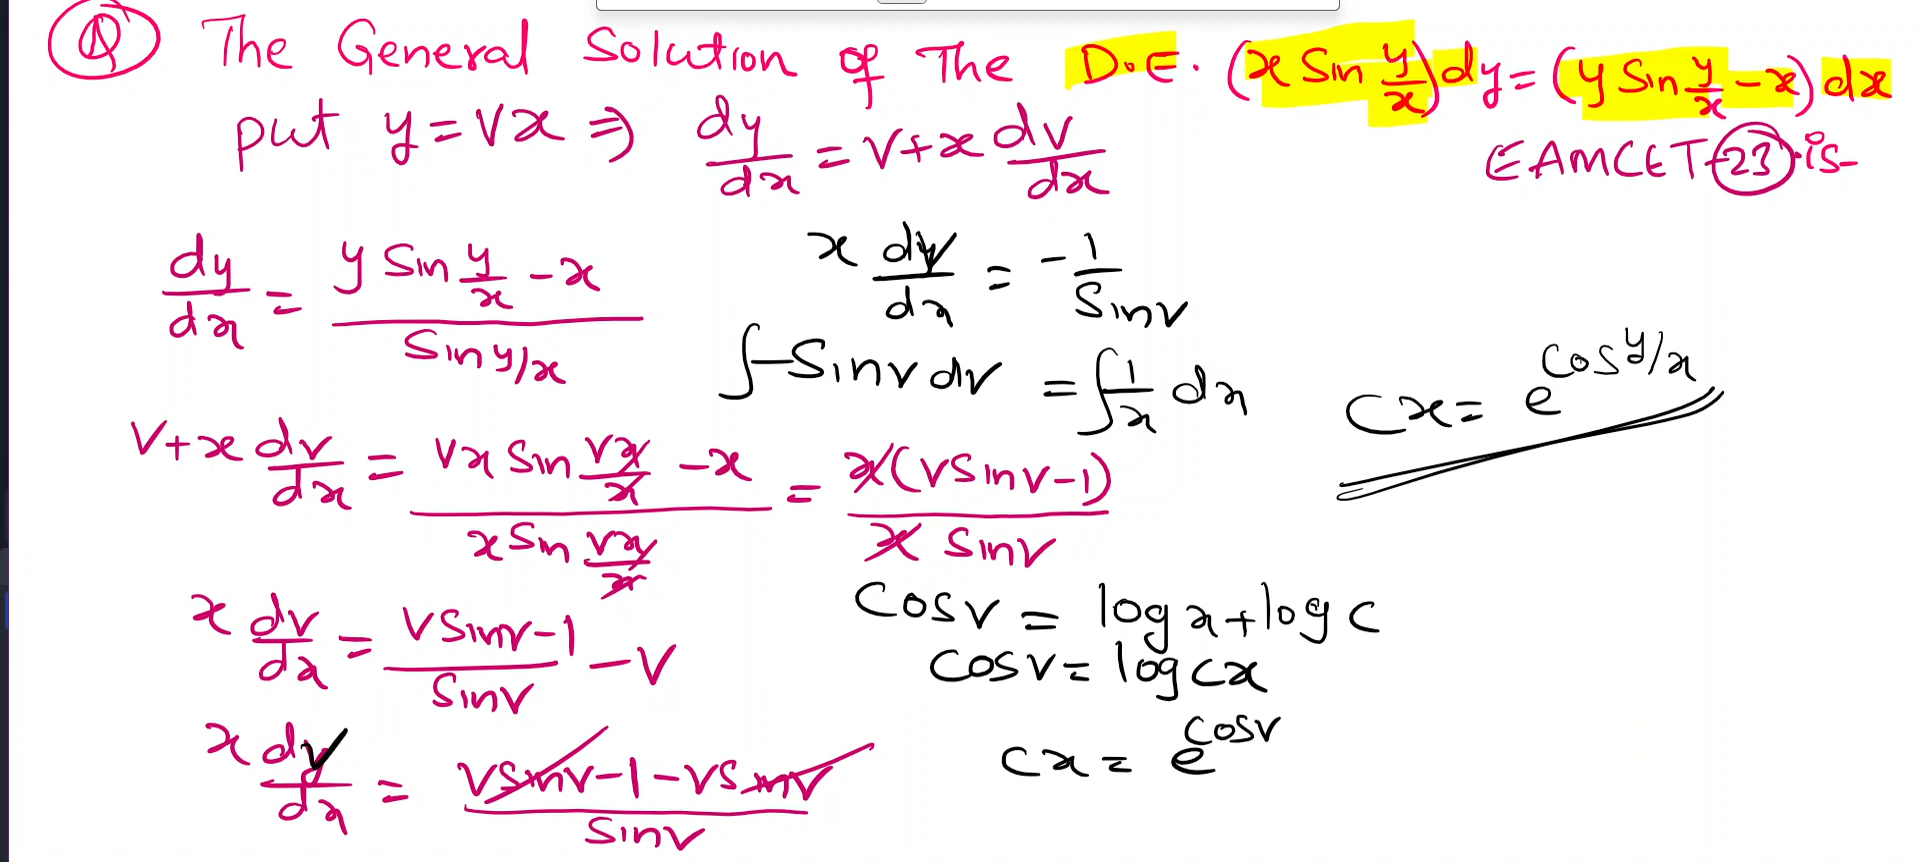 Q The General Solution of The D.E. (x Sin y/x) dy = (y Sin y/x - x) dx
EAMCET-23 is-
put y = vx ⇒ dy/dx = v + x dv/dx
dy/dx = (y Sin y/x - x) / (Sin y/x)
v + x dv/dx = (vx Sin vx/x - x) / (x Sin vx/x) = x(v Sin v - 1) / (x Sin v)
x dv/dx = (v Sin v - 1) / (Sin v) - v
x dv/dx = (v Sin v - 1 - v Sin v) / (Sin v)
x dv/dx = - 1/Sin v
∫ -Sin v dv = ∫ 1/x dx
Cos v = log x + log c
Cos v = log cx
cx = e^(Cos v)
Cx = e^(Cos y/x)